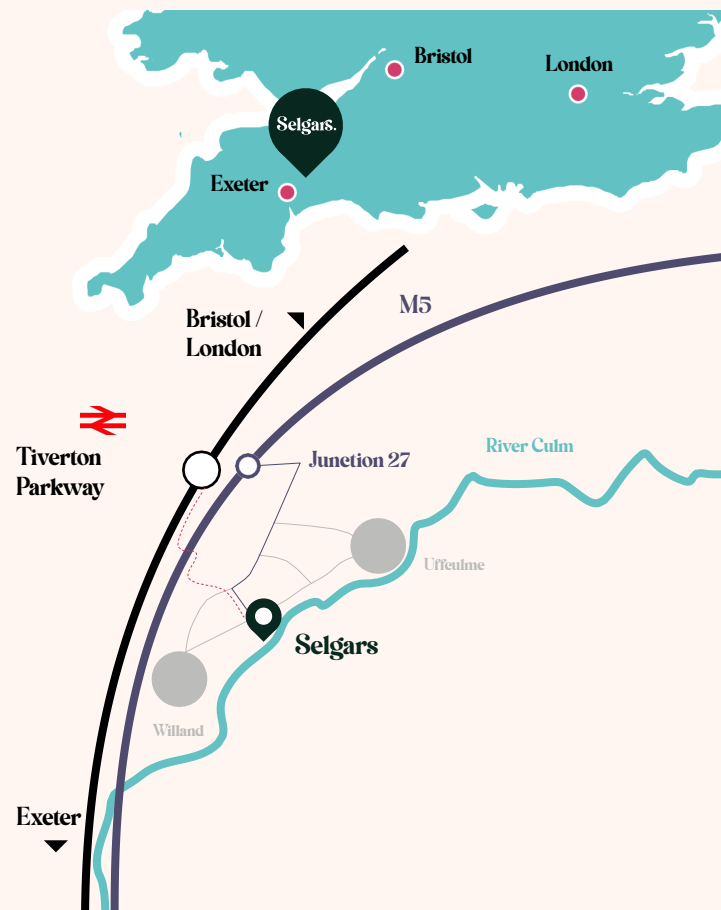 Bristol
London
Selgars.
Exeter
Bristol /
London
M5
Tiverton
Parkway
Junction 27
River Culm
Uffculme
Selgars
Willand
Exeter